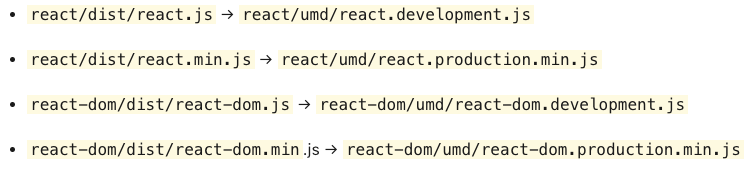 • react/dist/react.js → react/umd/react.development.js
• react/dist/react.min.js → react/umd/react.production.min.js
• react-dom/dist/react-dom.js → react-dom/umd/react-dom.development.js
• react-dom/dist/react-dom.min.js → react-dom/umd/react-dom.production.min.js